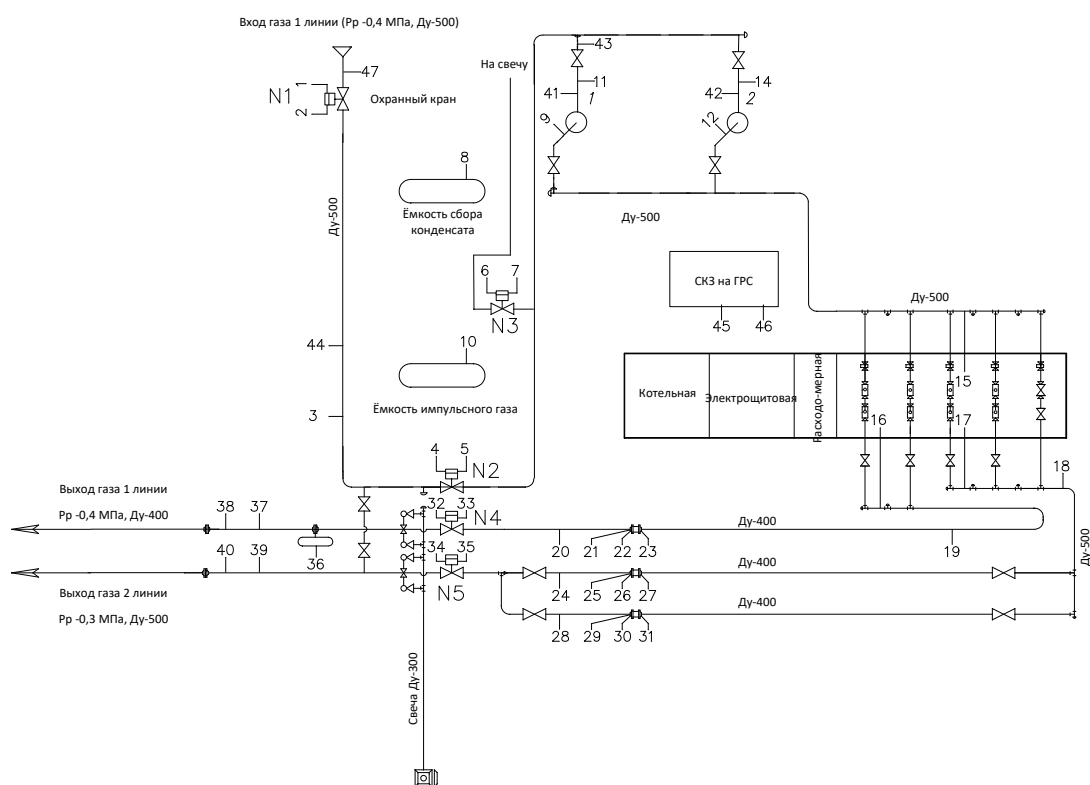 Вход газа 1 линии (Рр -0,4 МПа, Ду-500)
43
На свечу
47
1
N1
2
Охранный кран
11
14
41
1
42
2
9
12
8
Ёмкость сбора
конденсата
Ду-500
Ду-500
6
7
N3
СКЗ на ГРС
45
46
Ду-500
44
10
Ёмкость импульсного газа
3
Котельная
Электрощитовая
Расходо-мерная
15
16
17
18
4
5
N2
Выход газа 1 линии
Рр -0,4 МПа, Ду-400
38
37
32
33
N4
Ду-400
36
20
21
22
23
19
Ду-500
40
39
34
35
N5
Ду-400
24
25
26
27
Выход газа 2 линии
Рр -0,3 МПа, Ду-500
Ду-400
28
29
30
31
Свеча Ду-300